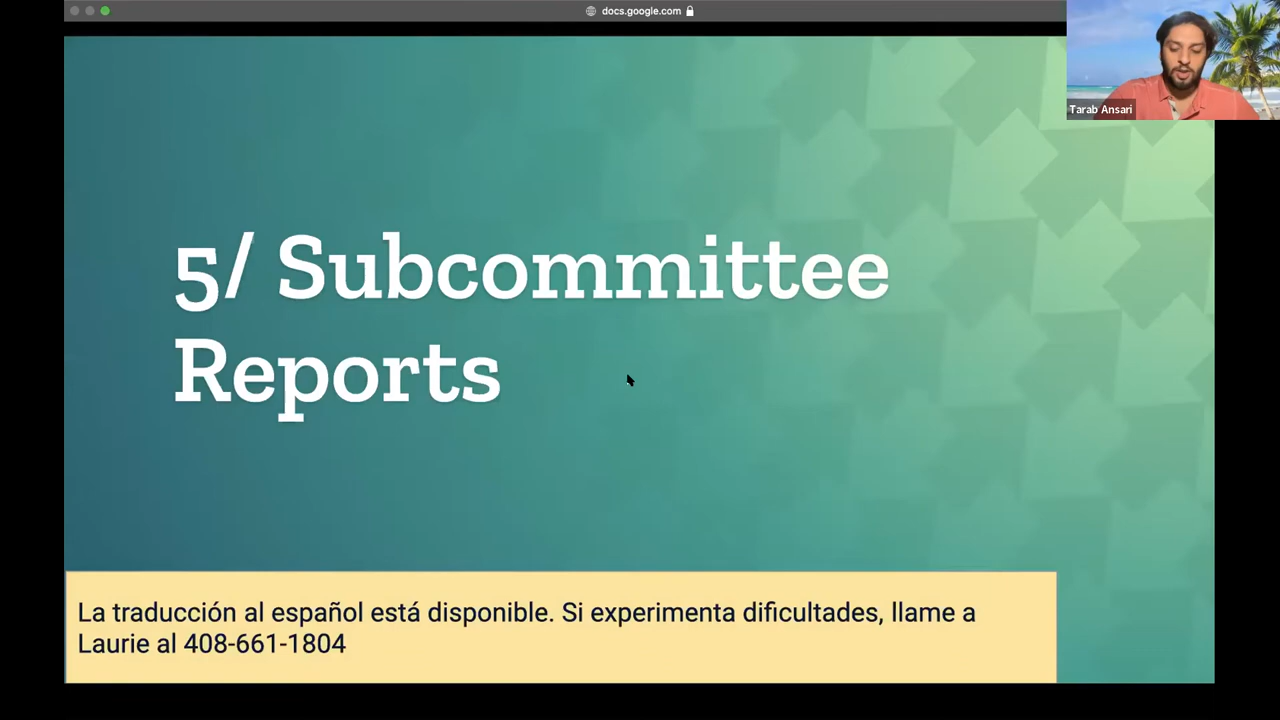 docs.google.com
Tarab Ansari
5/ Subcommittee
Reports
La traducción al español está disponible. Si experimenta dificultades, llame a
Laurie al 408-661-1804